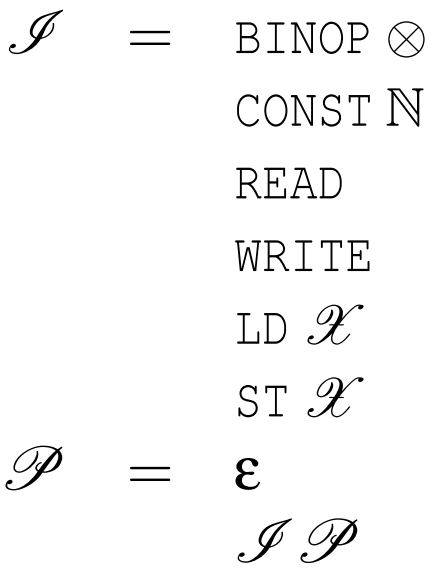 ℐ = BINOP ⊗
CONST ℕ
READ
WRITE
LD 𝒳
ST 𝒳
𝒫 = ε
ℐ 𝒫